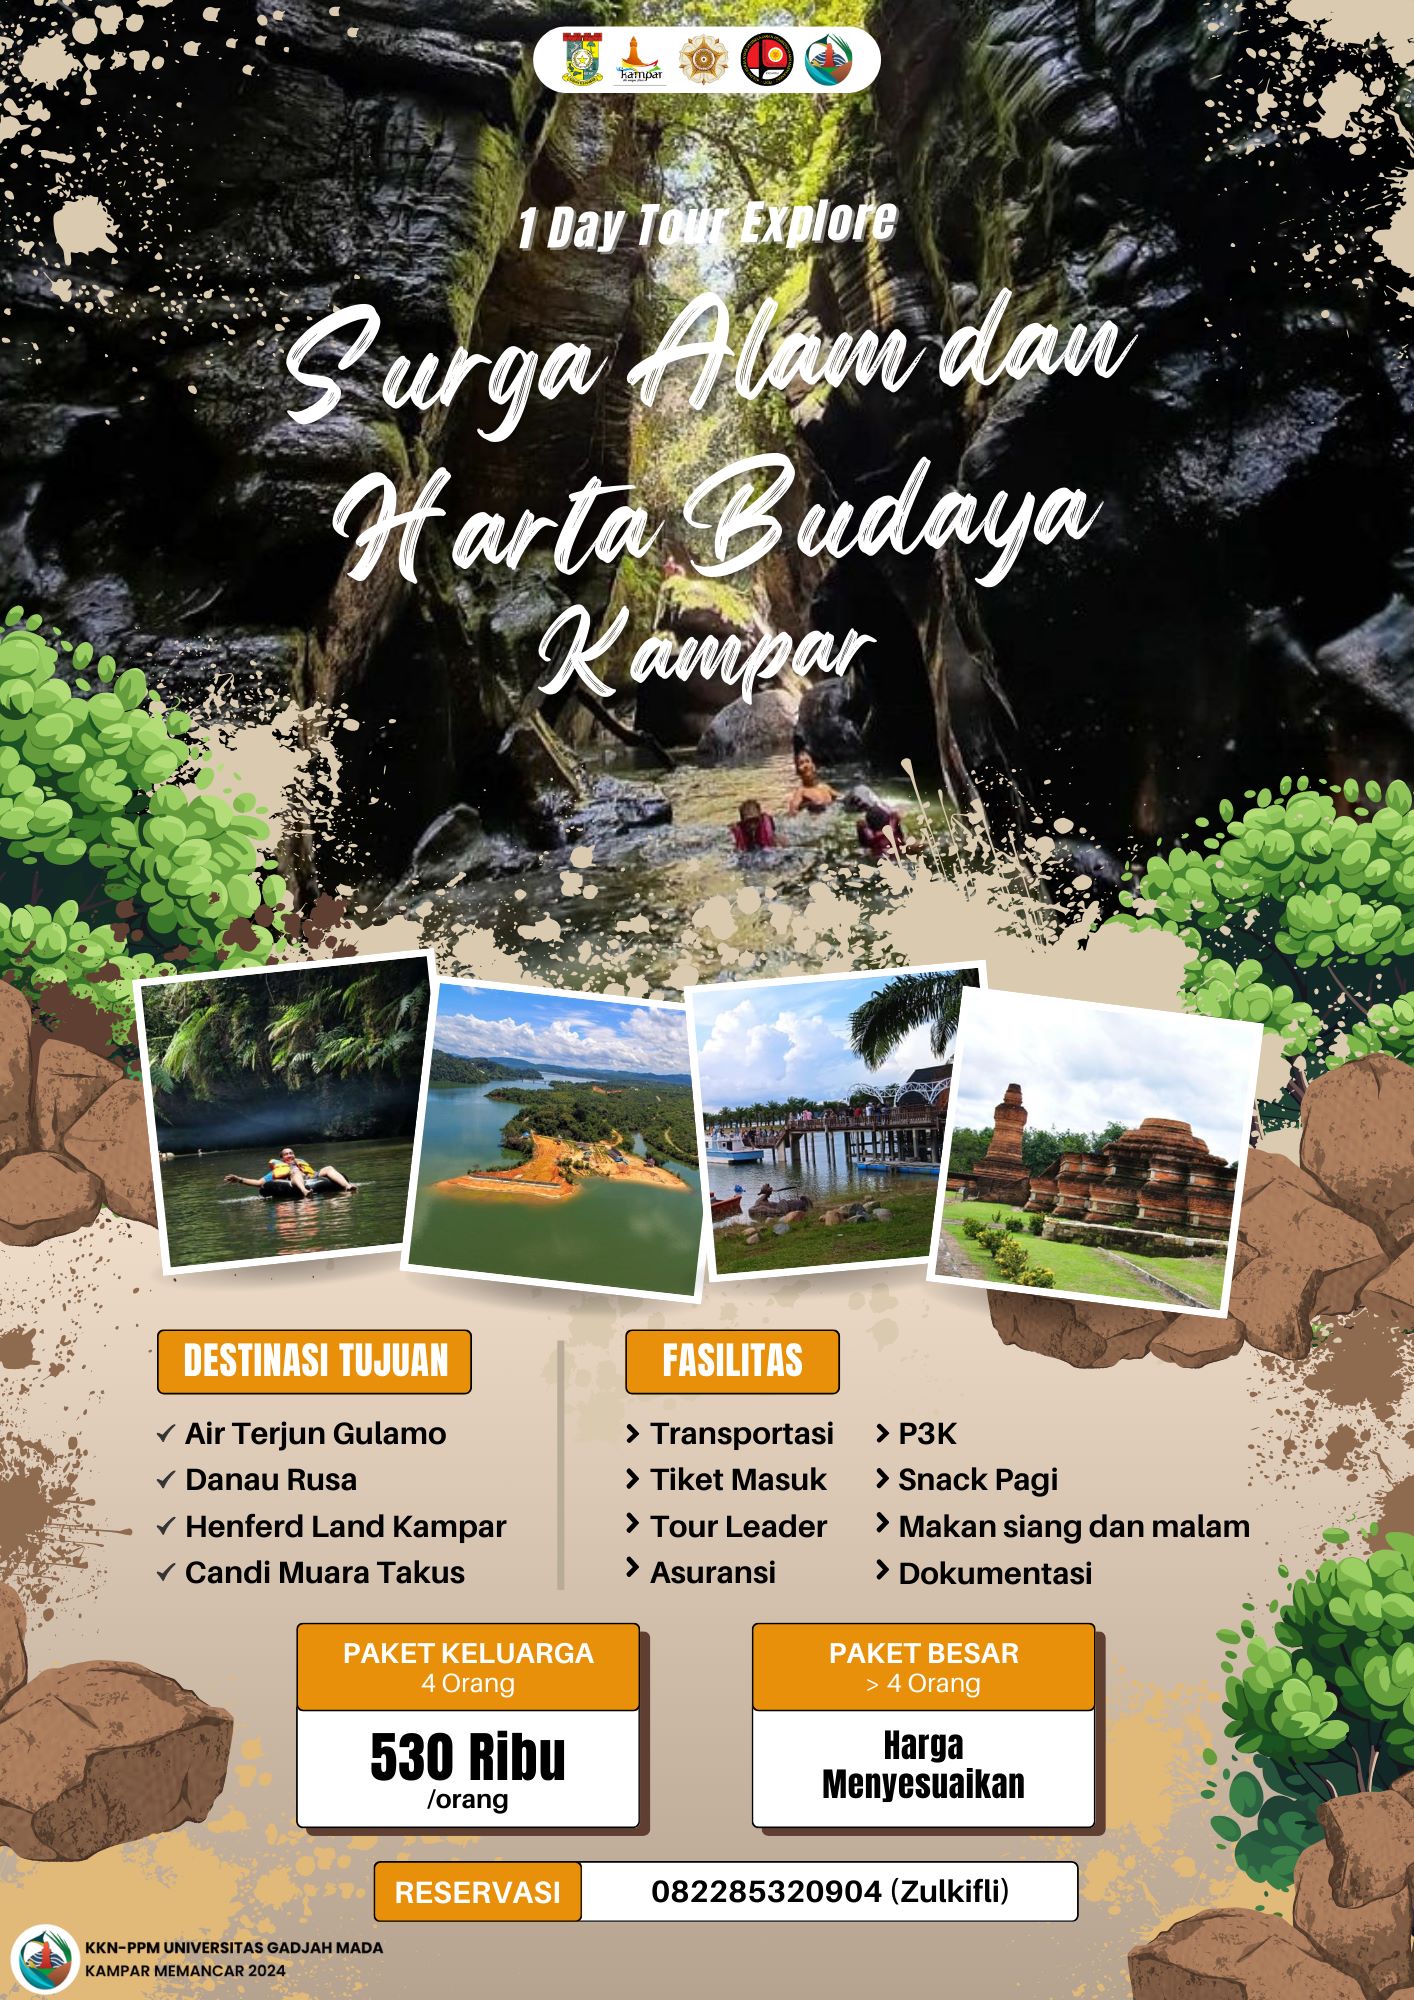 kampar
1 Day Tour Explore
Surga Alam dan
Harta Budaya
Kampar
DESTINASI TUJUAN
Air Terjun Gulamo
Danau Rusa
Henferd Land Kampar
Candi Muara Takus
FASILITAS
Transportasi
Tiket Masuk
Tour Leader
Asuransi
P3K
Snack Pagi
Makan siang dan malam
Dokumentasi
PAKET KELUARGA
4 Orang
530 Ribu
/orang
PAKET BESAR
> 4 Orang
Harga
Menyesuaikan
RESERVASI
082285320904 (Zulkifli)
KKN-PPM UNIVERSITAS GADJAH MADA
KAMPAR MEMANCAR 2024